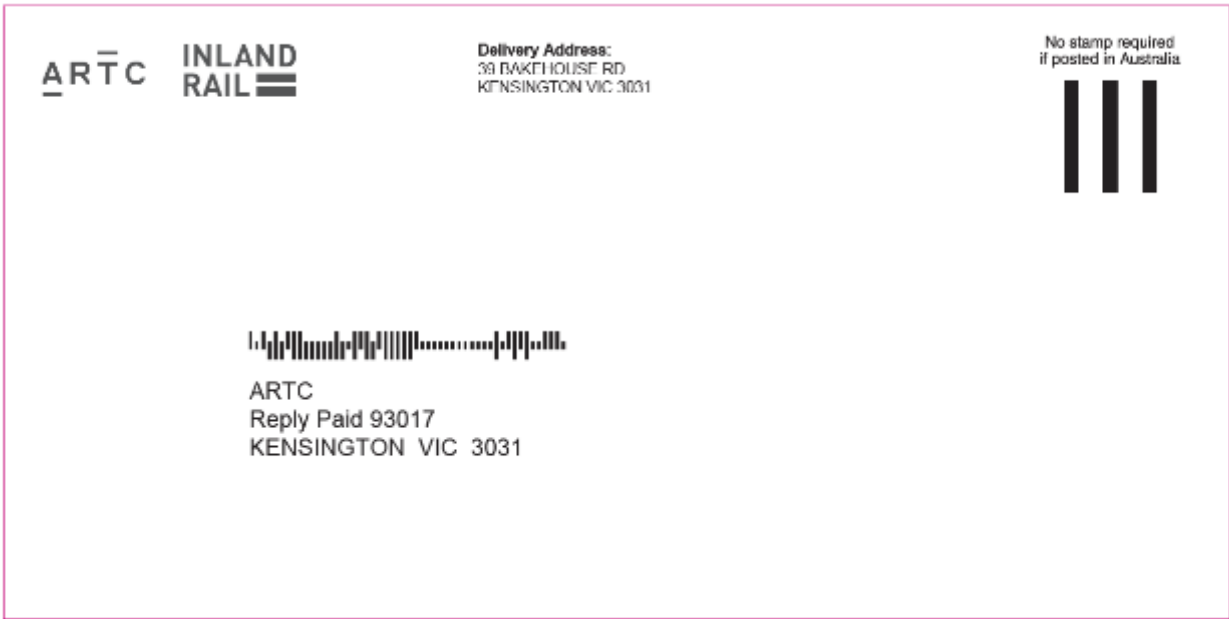 ARTC
INLAND
RAIL
Delivery Address:
39 BAKEHOUSE RD
KENSINGTON VIC 3031
No stamp required
if posted in Australia
ARTC
Reply Paid 93017
KENSINGTON VIC 3031